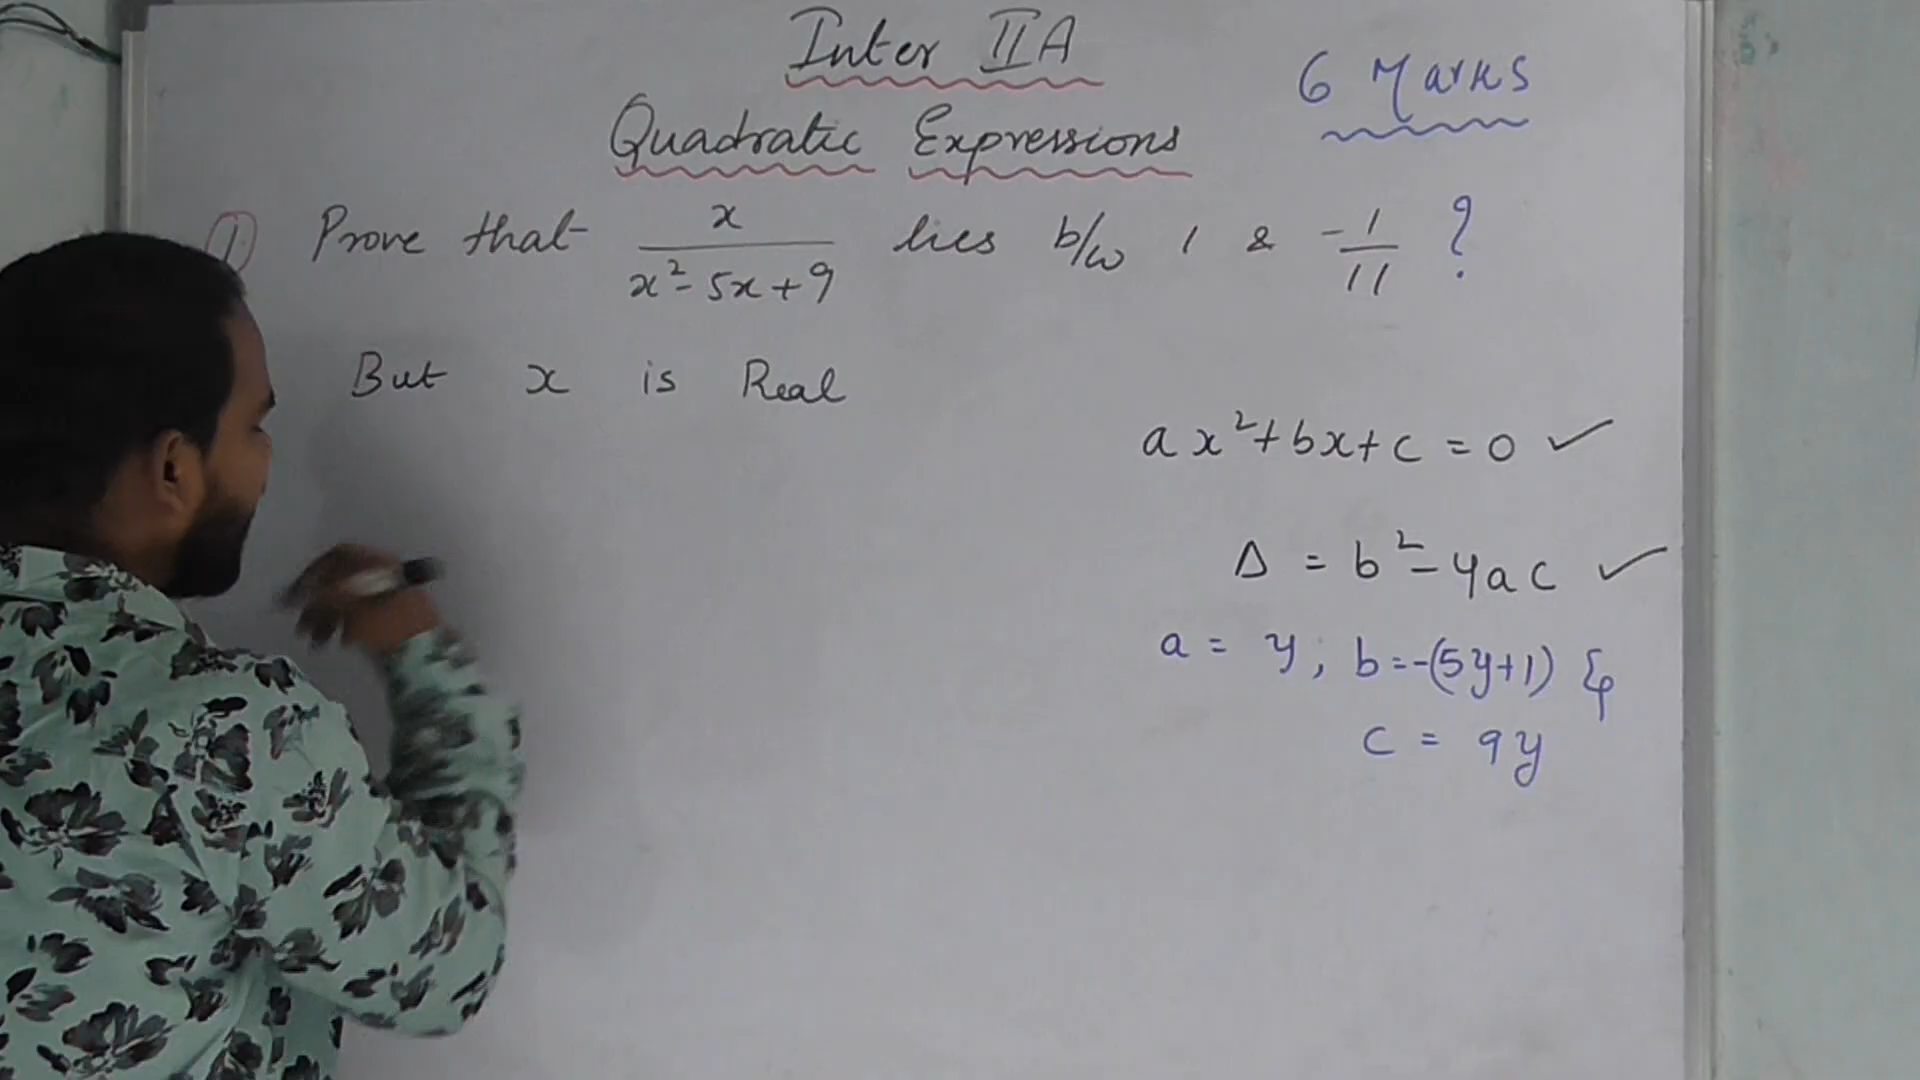 Inter IIA
6 Marks
Quadratic Expressions
1) Prove that x/(x²-5x+9) lies b/w 1 & -1/11 ?
But x is Real
ax²+bx+c = 0 ✓
Δ = b²-4ac ✓
a = y; b=-(5y+1) &
c = 9y